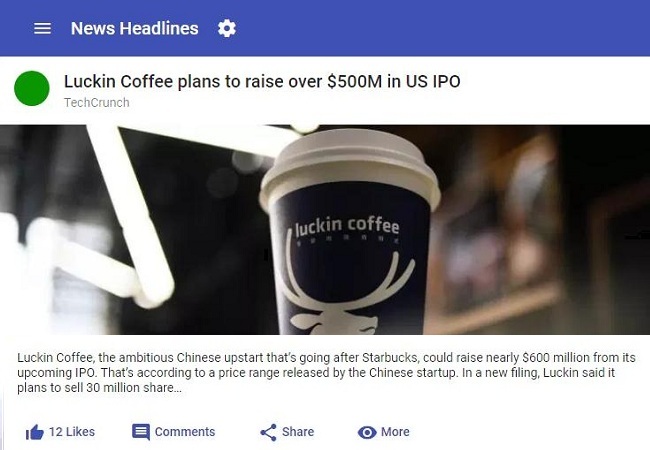 News Headlines
Luckin Coffee plans to raise over $500M in US IPO
TechCrunch
luckin coffee
Luckin Coffee, the ambitious Chinese upstart that's going after Starbucks, could raise nearly $600 million from its
upcoming IPO. That's according to a price range released by the Chinese startup. In a new filing, Luckin said it
plans to sell 30 million share...
12 Likes
Comments
Share
More